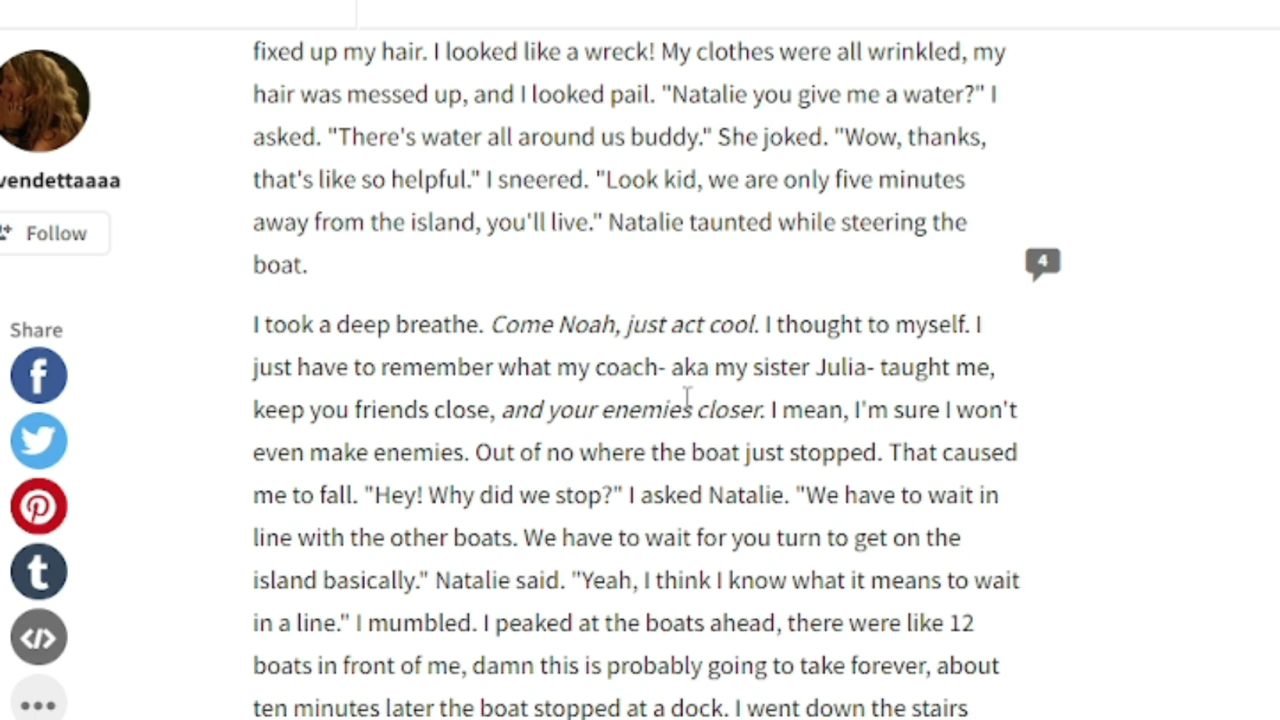 fixed up my hair. I looked like a wreck! My clothes were all wrinkled, my
hair was messed up, and I looked pail. "Natalie you give me a water?" I
asked. "There's water all around us buddy." She joked. "Wow, thanks,
that's like so helpful." I sneered. "Look kid, we are only five minutes
away from the island, you'll live." Natalie taunted while steering the
boat.
4
vendettaaaa
Follow
Share
I took a deep breathe. Come Noah, just act cool. I thought to myself. I
just have to remember what my coach- aka my sister Julia- taught me,
keep you friends close, and your enemies closer. I mean, I'm sure I won't
even make enemies. Out of no where the boat just stopped. That caused
me to fall. "Hey! Why did we stop?" I asked Natalie. "We have to wait in
line with the other boats. We have to wait for you turn to get on the
island basically." Natalie said. "Yeah, I think I know what it means to wait
in a line." I mumbled. I peaked at the boats ahead, there were like 12
boats in front of me, damn this is probably going to take forever, about
ten minutes later the boat stopped at a dock. I went down the stairs